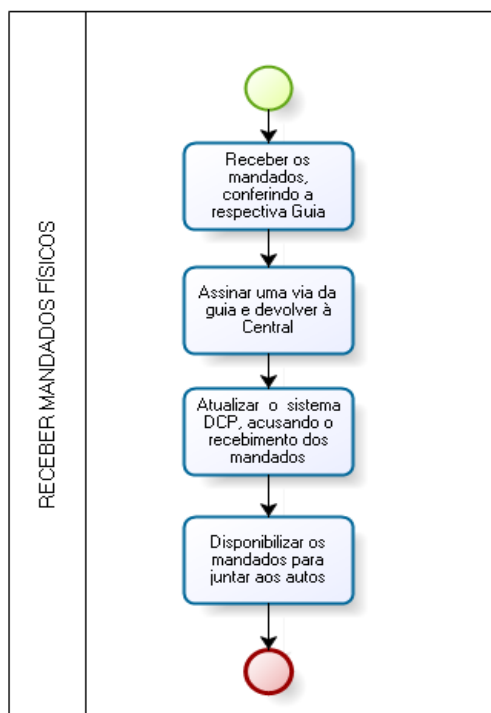 RECEBER MANDADOS FÍSICOS
Receber os
mandados,
conferindo a
respectiva Guia
Assinar uma via da
guia e devolver à
Central
Atualizar o sistema
DCP, acusando o
recebimento dos
mandados
Disponibilizar os
mandados para
juntar aos autos